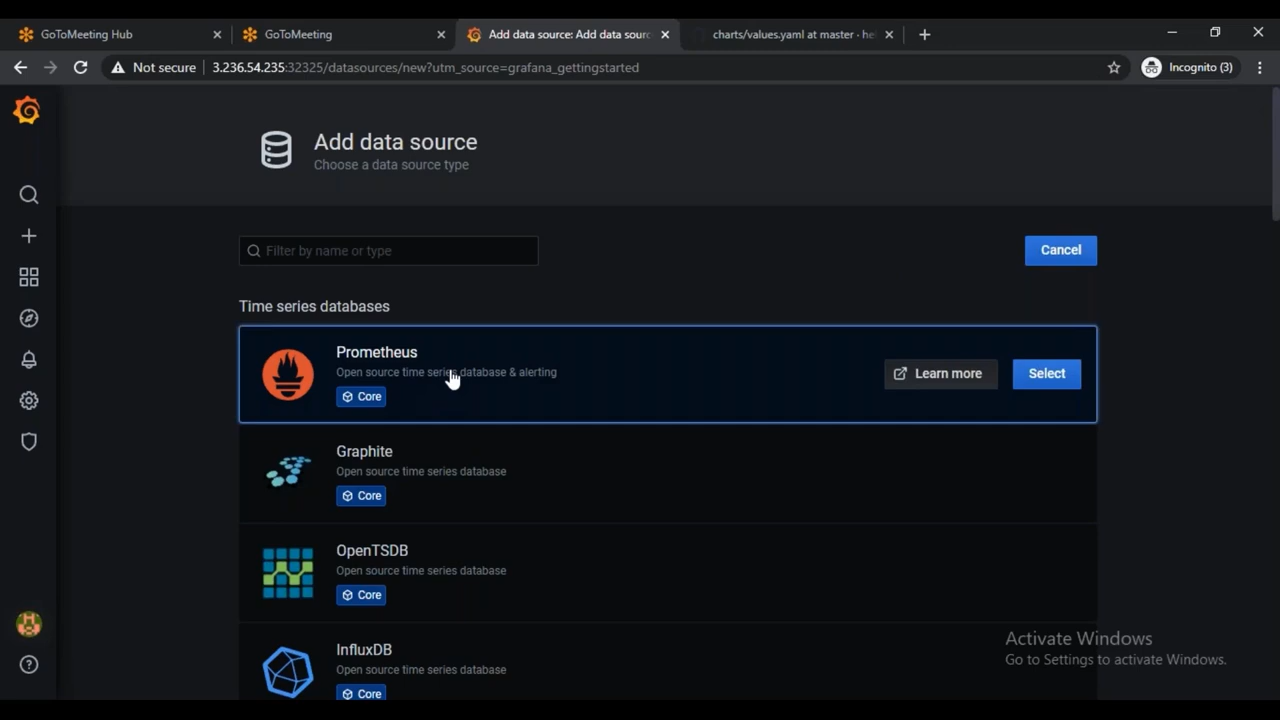 GoToMeeting Hub
GoToMeeting
Add data source: Add data sour
charts/values.yaml at master · he
Not secure
3.236.54.235:32325/datasources/new?utm_source=grafana_gettingstarted
Incognito (3)
Add data source
Choose a data source type
Filter by name or type
Cancel
Time series databases
Prometheus
Open source time series database & alerting
Core
Learn more
Select
Graphite
Open source time series database
Core
OpenTSDB
Open source time series database
Core
InfluxDB
Open source time series database
Core
Activate Windows
Go to Settings to activate Windows.